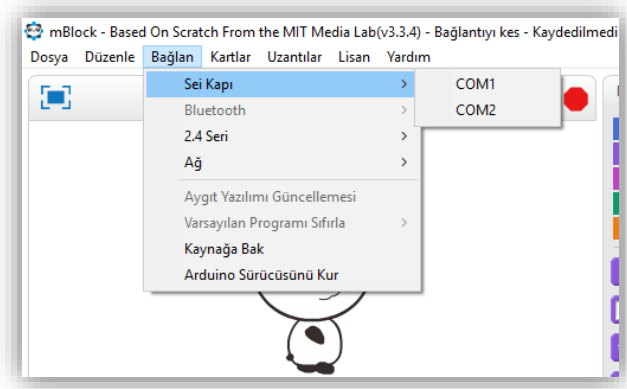 mBlock - Based On Scratch From the MIT Media Lab(v3.3.4) - Bağlantıyı kes - Kaydedilmedi
Dosya Düzenle Bağlan Kartlar Uzantılar Lisan Yardım
Sei Kapı
COM1
Bluetooth
COM2
2.4 Seri
Ağ
Aygıt Yazılımı Güncellemesi
Varsayılan Programı Sıfırla
Kaynağa Bak
Arduino Sürücüsünü Kur